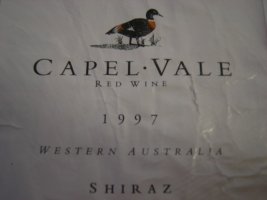 CAPEL·VALE
RED WINE
1997
WESTERN AUSTRALIA
SHIRAZ